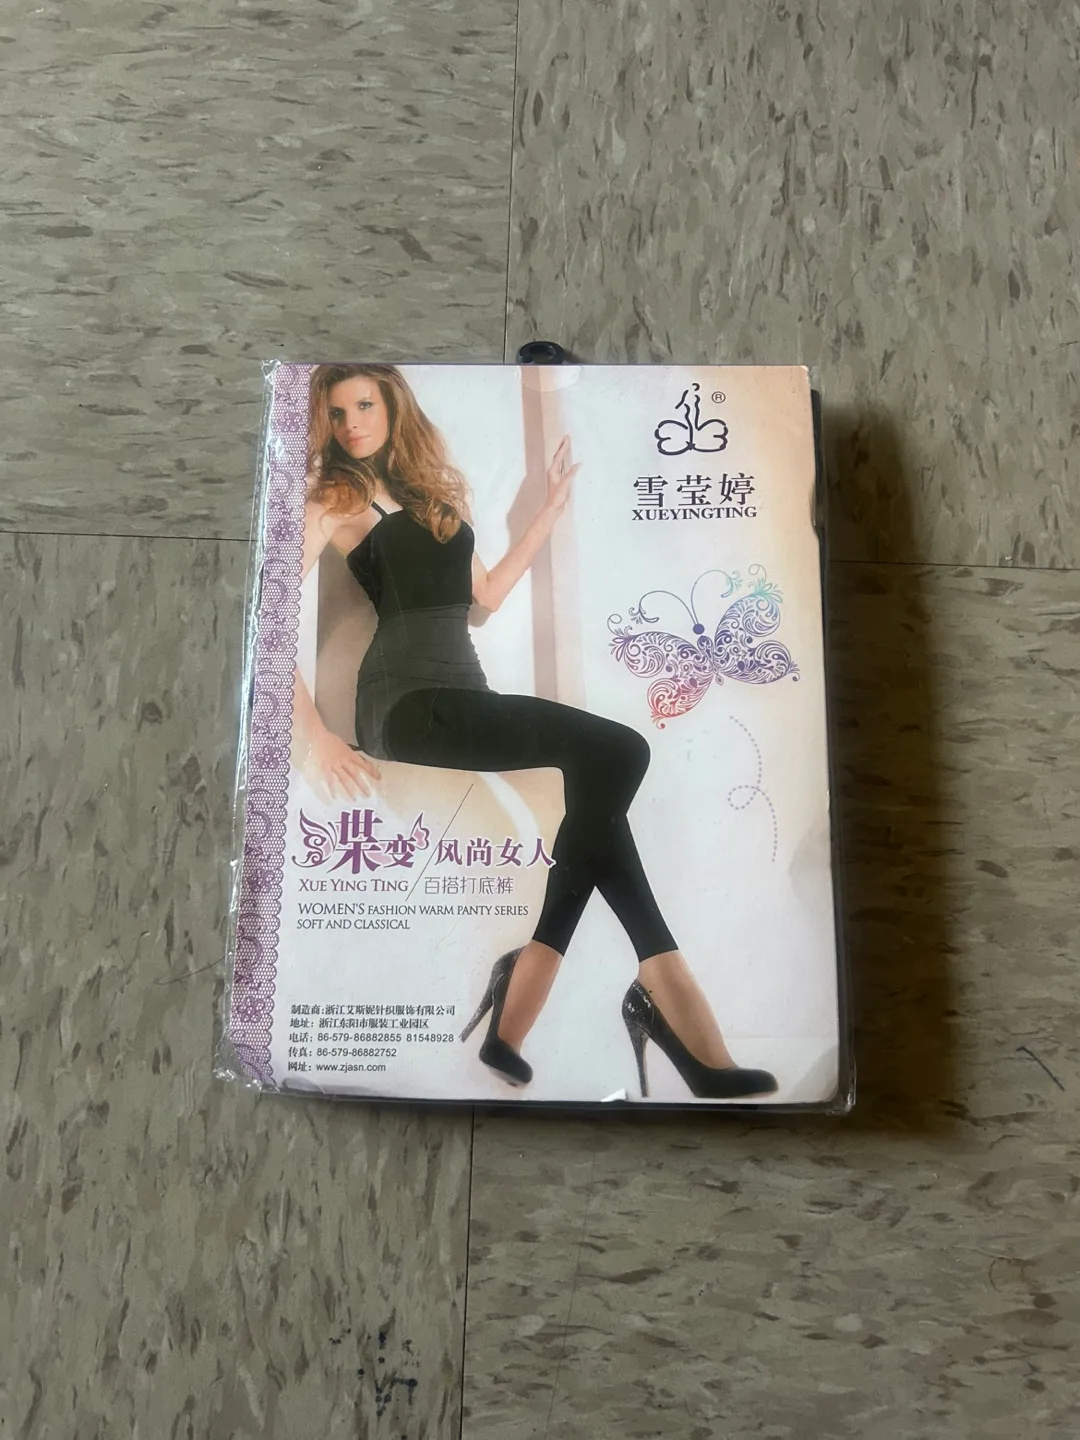 ®
雪莹婷
XUEYINGTING
蝶变/风尚女人
XUE YING TING/百搭打底裤
WOMEN'S FASHION WARM PANTY SERIES
SOFT AND CLASSICAL
制造商:浙江艾斯妮针织服饰有限公司
地址：浙江东阳市服装工业园区
电话：86-579-86882855 81548928
传真：86-579-86882752
网址：www.zjasn.com